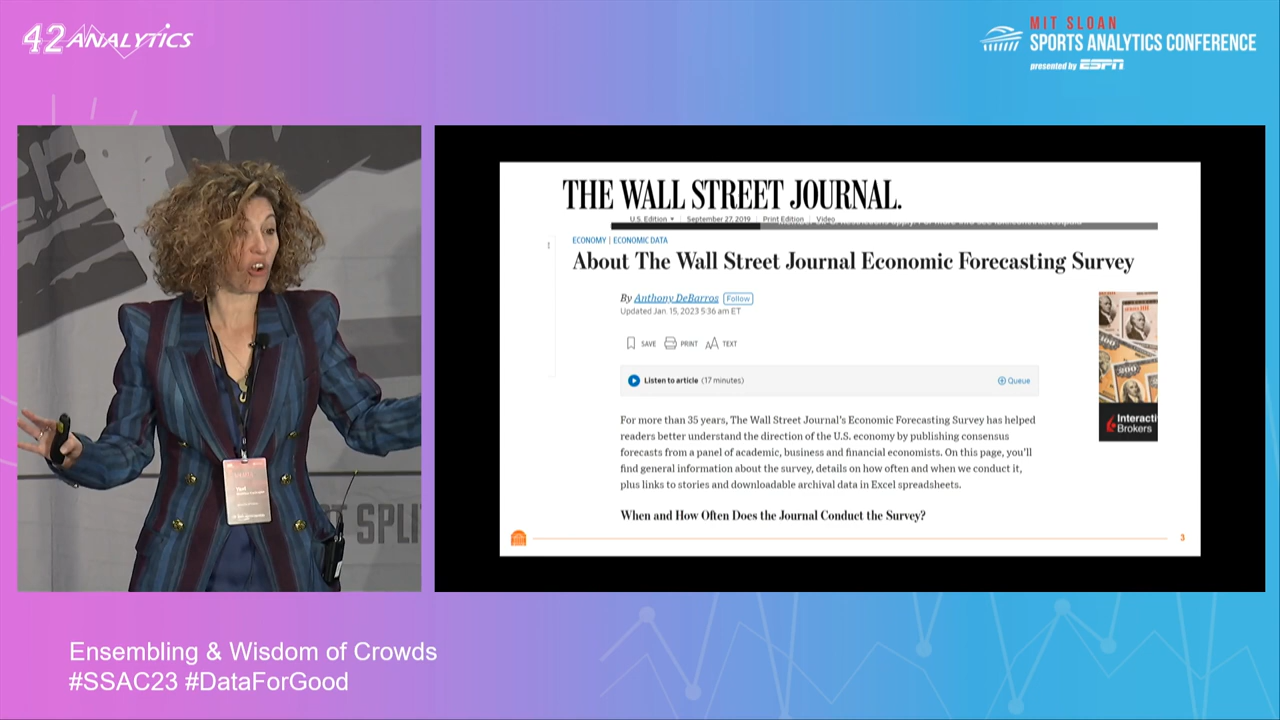 42 ANALYTICS
MIT SLOAN
SPORTS ANALYTICS CONFERENCE
presented by ESPN
THE WALL STREET JOURNAL.
U.S. Edition | September 27, 2019 | Print Edition | Video
ECONOMY | ECONOMIC DATA
About The Wall Street Journal Economic Forecasting Survey
By Anthony DeBarros Follow
Updated Jan. 15, 2023 5:36 am ET
SAVE PRINT TEXT
Listen to article (17 minutes)
Queue
For more than 35 years, The Wall Street Journal's Economic Forecasting Survey has helped
readers better understand the direction of the U.S. economy by publishing consensus
forecasts from a panel of academic, business and financial economists. On this page, you'll
find general information about the survey, details on how often and when we conduct it,
plus links to stories and downloadable archival data in Excel spreadsheets.
When and How Often Does the Journal Conduct the Survey?
Interacti
Brokers
3
SPLI
Ensembling & Wisdom of Crowds
#SSAC23 #DataForGood